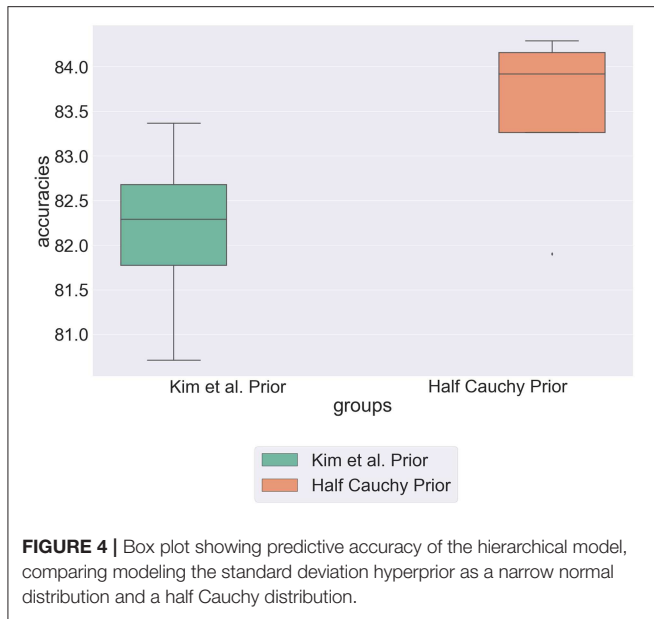 84.0
83.5
83.0
82.5
82.0
81.5
81.0
accuracies
Kim et al. Prior Half Cauchy Prior
groups
Kim et al. Prior
Half Cauchy Prior
FIGURE 4 | Box plot showing predictive accuracy of the hierarchical model,
comparing modeling the standard deviation hyperprior as a narrow normal
distribution and a half Cauchy distribution.